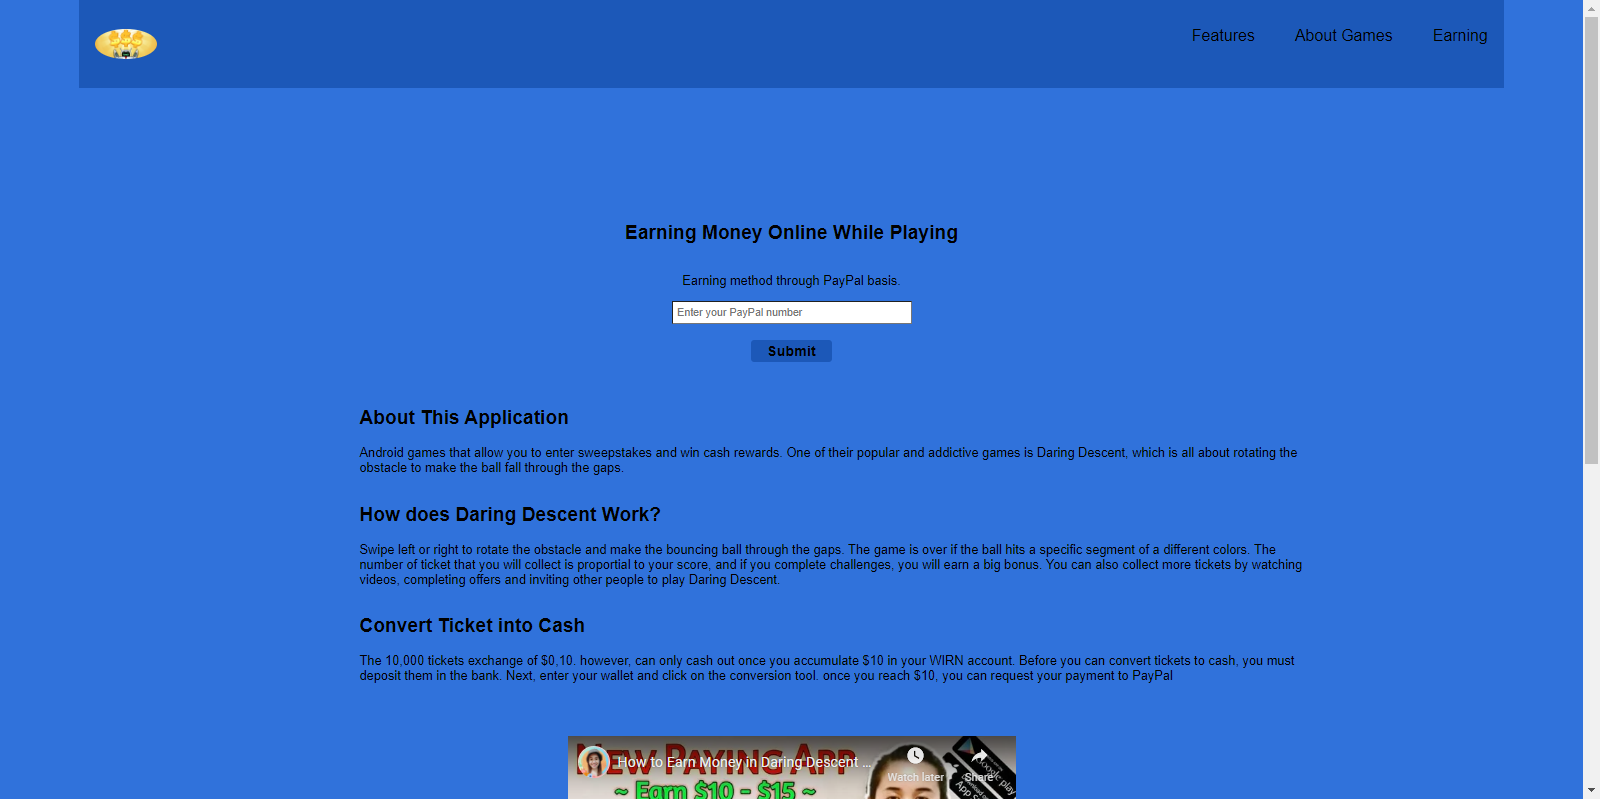 Features
About Games
Earning
Earning Money Online While Playing
Earning method through PayPal basis.
Enter your PayPal number
Submit
About This Application
Android games that allow you to enter sweepstakes and win cash rewards. One of their popular and addictive games is Daring Descent, which is all about rotating the
obstacle to make the ball fall through the gaps.
How does Daring Descent Work?
Swipe left or right to rotate the obstacle and make the bouncing ball through the gaps. The game is over if the ball hits a specific segment of a different colors. The
number of ticket that you will collect is proportial to your score, and if you complete challenges, you will earn a big bonus. You can also collect more tickets by watching
videos, completing offers and inviting other people to play Daring Descent.
Convert Ticket into Cash
The 10,000 tickets exchange of $0,10. however, can only cash out once you accumulate $10 in your WIRN account. Before you can convert tickets to cash, you must
deposit them in the bank. Next, enter your wallet and click on the conversion tool. once you reach $10, you can request your payment to PayPal
NEW PAYING APP
How to Earn Money in Daring Descent ...
Watch later
Share
~ Earn $10 - $15 ~
Google play
App S